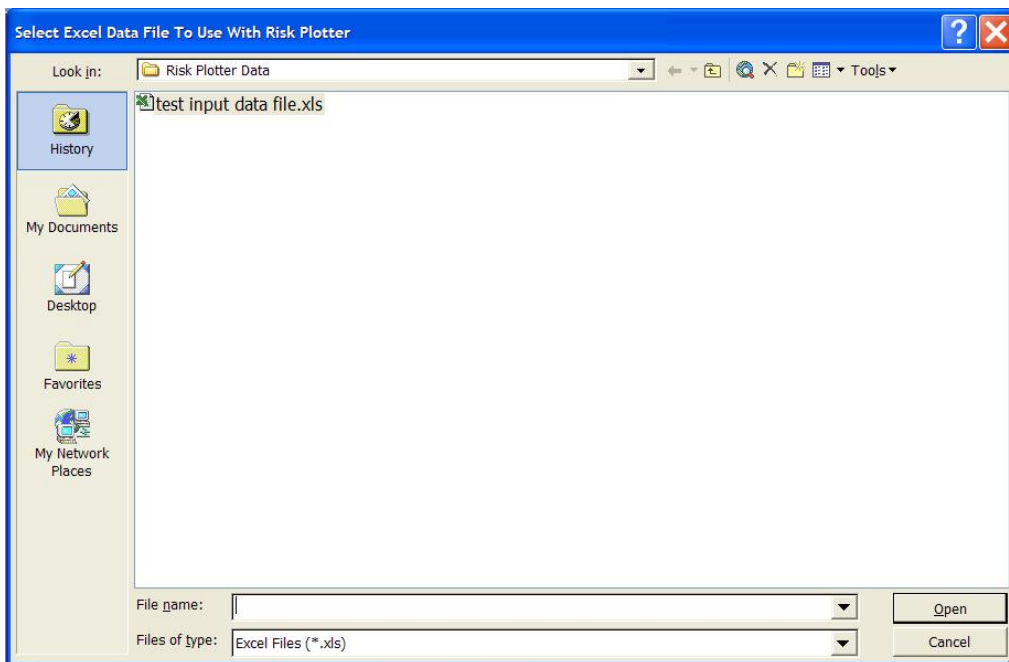 Select Excel Data File To Use With Risk Plotter
Look in:
Risk Plotter Data
Tools
test input data file.xls
History
My Documents
Desktop
Favorites
My Network
Places
File name:
Open
Files of type:
Excel Files (*.xls)
Cancel